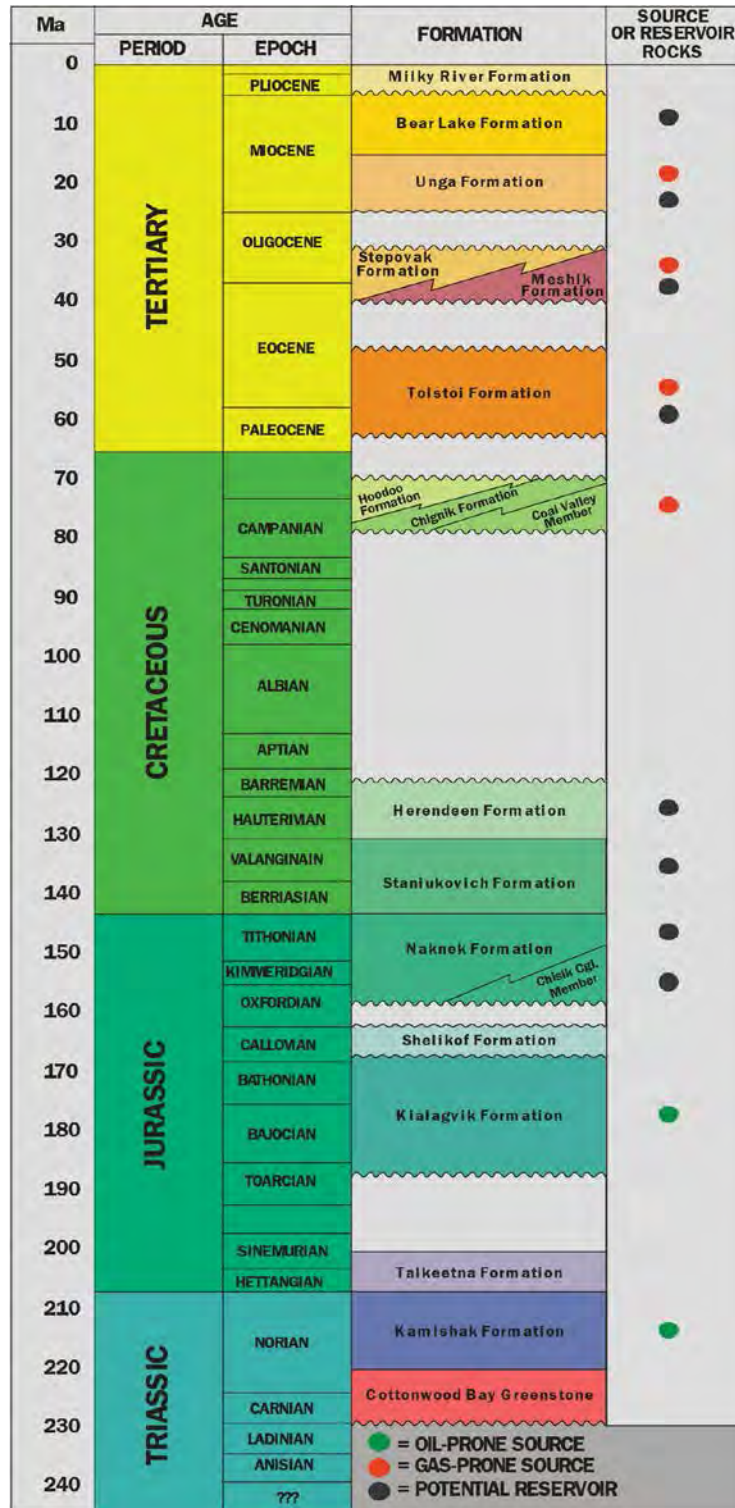 Ma
AGE
PERIOD
EPOCH
FORMATION
SOURCE
OR RESERVOIR
ROCKS
0
10
20
30
40
50
60
70
80
90
100
110
120
130
140
150
160
170
180
190
200
210
220
230
240
TERTIARY
CRETACEOUS
JURASSIC
TRIASSIC
PLIOCENE
MIOCENE
OLIGOCENE
EOCENE
PALEOCENE
CAMPANIAN
SANTONIAN
TURONIAN
CENOMANIAN
ALBIAN
APTIAN
BARREMIAN
HAUTERIVIAN
VALANGINAIN
BERRIASIAN
TITHONIAN
KIMMERIDGIAN
OXFORDIAN
CALLOVIAN
BATHONIAN
BAJOCIAN
TOARCIAN
SINEMURIAN
HETTANGIAN
NORIAN
CARNIAN
LADINIAN
ANISIAN
???
Milky River Formation
Bear Lake Formation
Unga Formation
Stepovak
Formation
Meshik
Formation
Tolstoi Formation
Hoodoo
Formation
Chignik Formation
Coal Valley
Member
Herendeen Formation
Staniukovich Formation
Naknek Formation
Chisik Cgl.
Member
Shelikof Formation
Kialagvik Formation
Talkeetna Formation
Kamishak Formation
Cottonwood Bay Greenstone
= OIL-PRONE SOURCE
= GAS-PRONE SOURCE
= POTENTIAL RESERVOIR